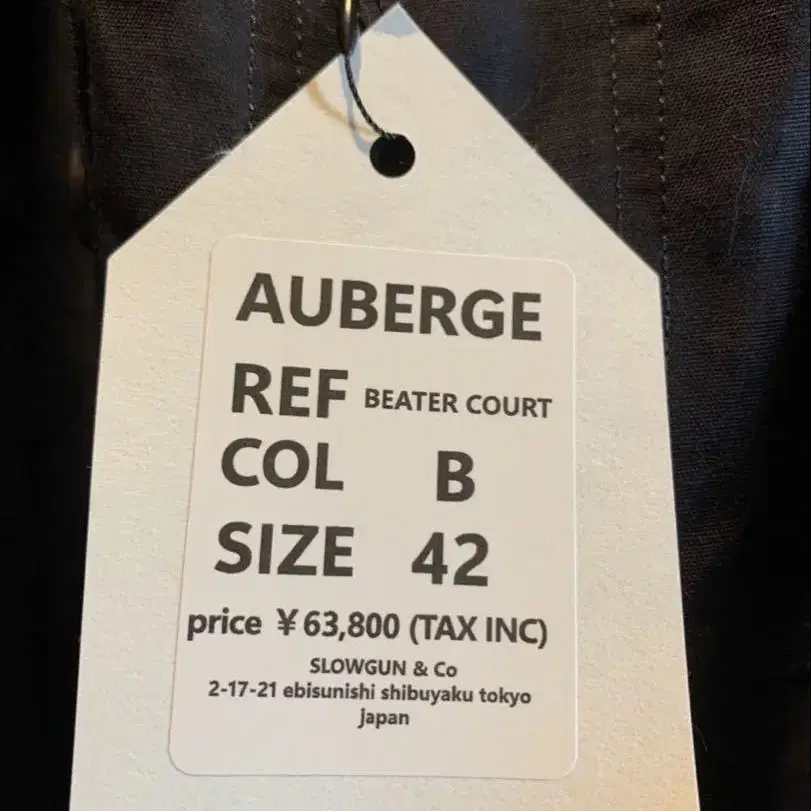 AUBERGE
REF BEATER COURT
COL B
SIZE 42
price ¥63,800 (TAX INC)
SLOWGUN & Co
2-17-21 ebisunishi shibuyaku tokyo
japan